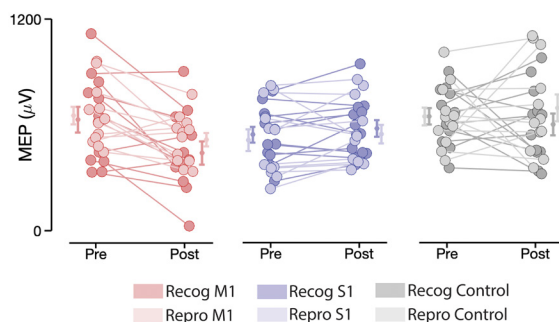 1200
MEP (μV)
0
Pre Post Pre Post Pre Post
Recog M1 Recog S1 Recog Control
Repro M1 Repro S1 Repro Control